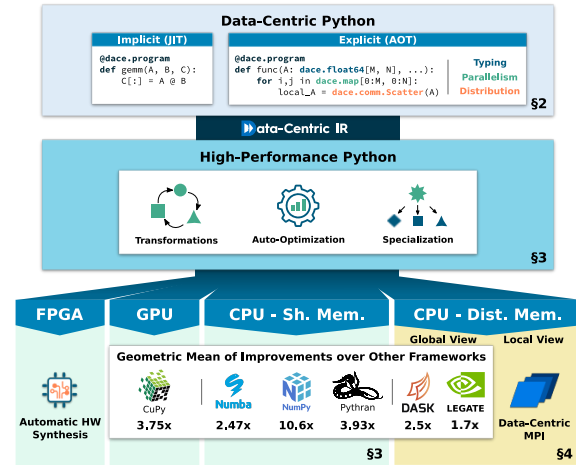 Data-Centric Python
Implicit (JIT)
@dace.program
def gemm(A, B, C):
C[:] = A @ B
Explicit (AOT)
@dace.program
def func(A: dace.float64[M, N], ...):
for i,j in dace.map[0:M, 0:N]:
local_A = dace.comm.Scatter(A)
Typing
Parallelism
Distribution
§2
Data-Centric IR
High-Performance Python
Transformations
Auto-Optimization
Specialization
§3
FPGA
GPU
CPU - Sh. Mem.
CPU - Dist. Mem.
Global View
Local View
Geometric Mean of Improvements over Other Frameworks
CuPy
Numba
NumPy
Pythran
DASK
LEGATE
3.75x
2.47x
10,6x
3,93x
2.5x
1.7x
Automatic HW
Synthesis
Data-Centric
MPI
§3
§4